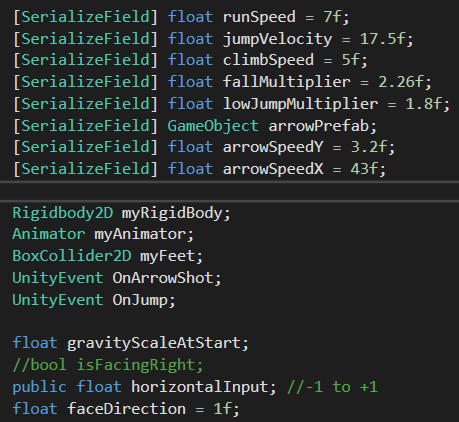 [SerializeField] float runSpeed = 7f;
[SerializeField] float jumpVelocity = 17.5f;
[SerializeField] float climbSpeed = 5f;
[SerializeField] float fallMultiplier = 2.26f;
[SerializeField] float lowJumpMultiplier = 1.8f;
[SerializeField] GameObject arrowPrefab;
[SerializeField] float arrowSpeedY = 3.2f;
[SerializeField] float arrowSpeedX = 43f;
Rigidbody2D myRigidBody;
Animator myAnimator;
BoxCollider2D myFeet;
UnityEvent OnArrowShot;
UnityEvent OnJump;
float gravityScaleAtStart;
//bool isFacingRight;
public float horizontalInput; //-1 to +1
float faceDirection = 1f;